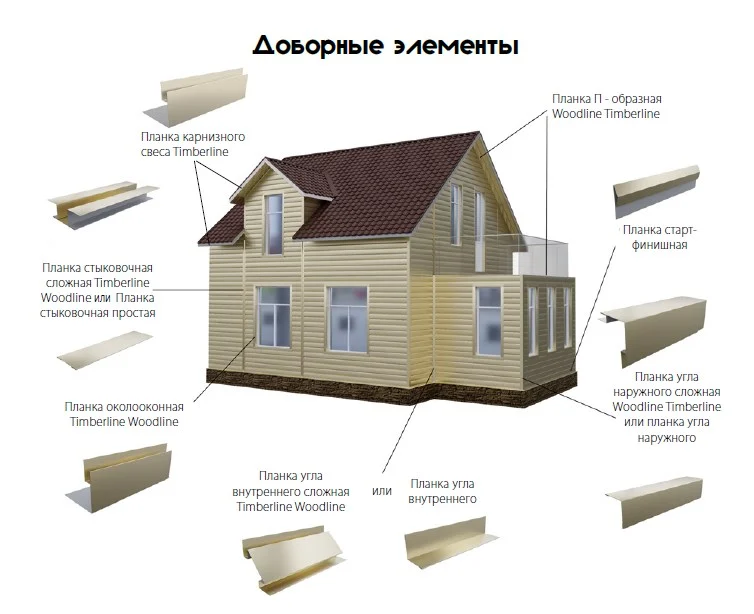 Доборные элементы
Планка карнизного
свеса Timberline
Планка П - образная
Woodline Timberline
Планка старт-
финишная
Планка стыковочная
сложная Timberline
Woodline или Планка
стыковочная простая
Планка угла
наружного сложная
Woodline Timberline
или планка угла
наружного
Планка околооконная
Timberline Woodline
Планка угла
внутреннего сложная
Timberline Woodline
или
Планка угла
внутреннего